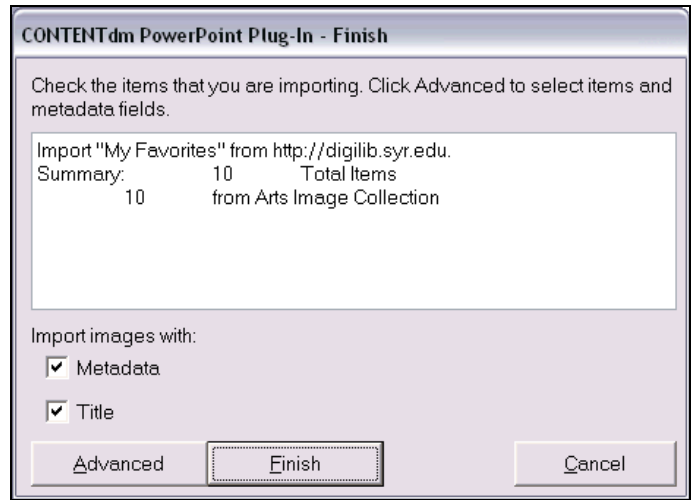 CONTENTdm PowerPoint Plug-In - Finish
Check the items that you are importing. Click Advanced to select items and
metadata fields.
Import "My Favorites" from http://digilib.syr.edu.
Summary: 10 Total Items
10 from Arts Image Collection
Import images with:
Metadata
Title
Advanced Finish Cancel